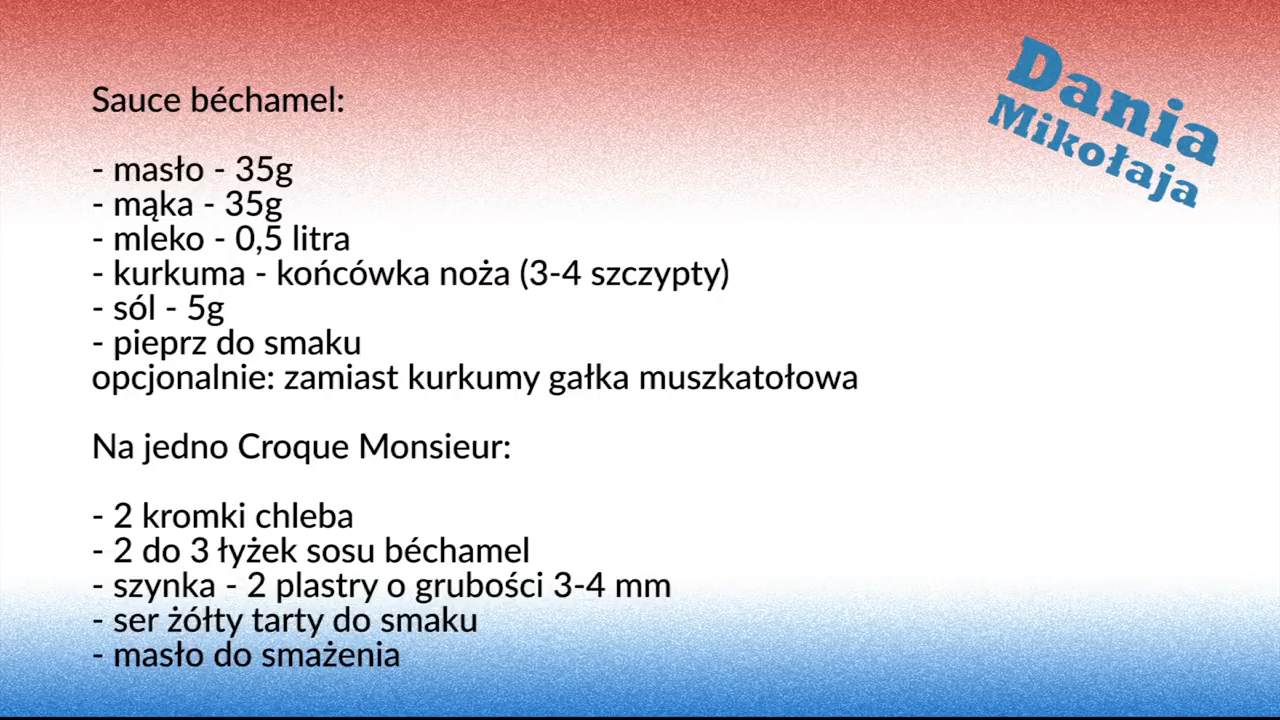 Sauce béchamel:
- masło - 35g
- mąka - 35g
- mleko - 0,5 litra
- kurkuma - końcówka noża (3-4 szczypty)
- sól - 5g
- pieprz do smaku
opcjonalnie: zamiast kurkumy gałka muszkatołowa
Na jedno Croque Monsieur:
- 2 kromki chleba
- 2 do 3 łyżek sosu béchamel
- szynka - 2 plastry o grubości 3-4 mm
- ser żółty tarty do smaku
- masło do smażenia
Dania
Mikołaja